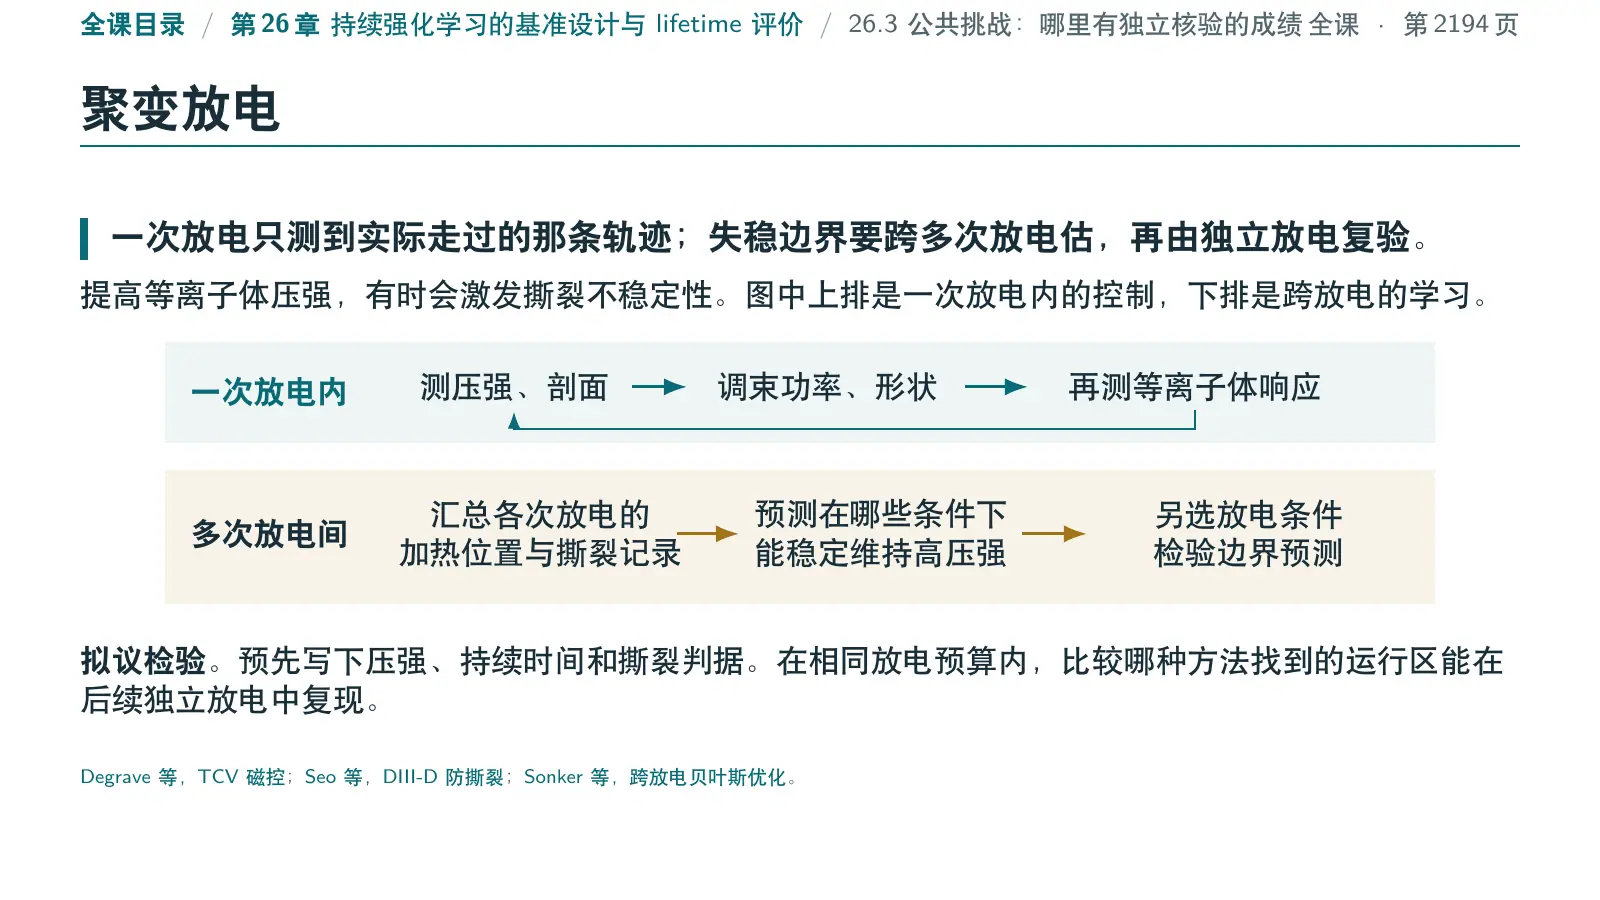 全课目录 / 第 26 章 持续强化学习的基准设计与 lifetime 评价 / 26.3 公共挑战：哪里有独立核验的成绩 全课 · 第 2194 页
聚变放电
一次放电只测到实际走过的那条轨迹；失稳边界要跨多次放电估，再由独立放电复验。
提高等离子体压强，有时会激发撕裂不稳定性。图中上排是一次放电内的控制，下排是跨放电的学习。
一次放电内 测压强、剖面 调束功率、形状 再测等离子体响应
多次放电间
汇总各次放电的
加热位置与撕裂记录
预测在哪些条件下
能稳定维持高压强
另选放电条件
检验边界预测
拟议检验。预先写下压强、持续时间和撕裂判据。在相同放电预算内，比较哪种方法找到的运行区能在
后续独立放电中复现。
Degrave 等，TCV 磁控；Seo 等，DIII-D 防撕裂；Sonker 等，跨放电贝叶斯优化。